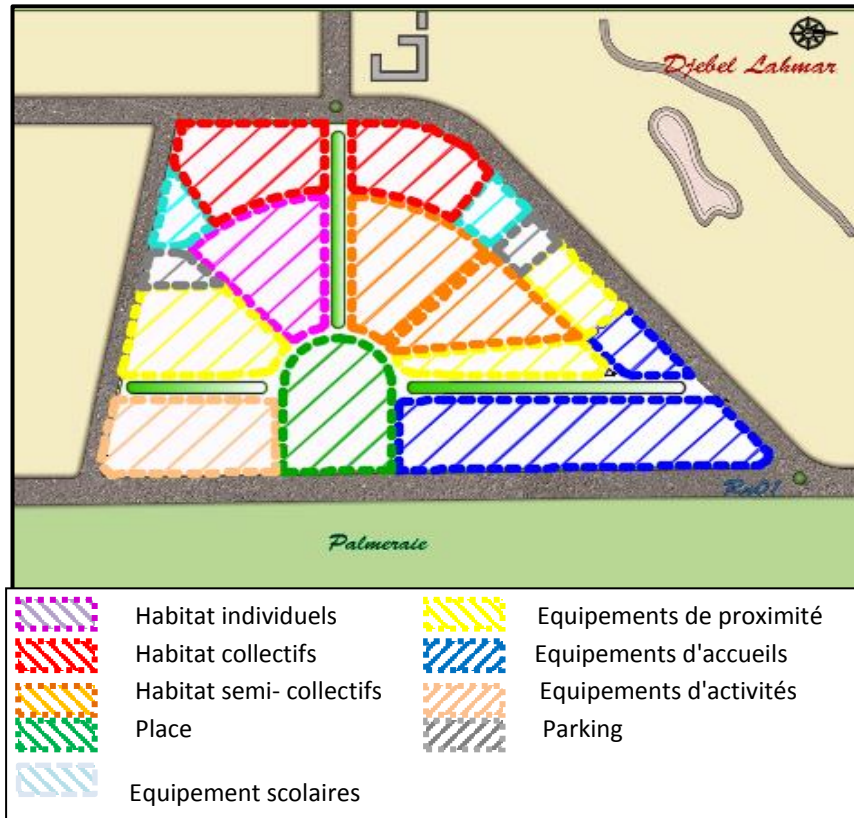 Djebel Lahmar
Rn01
Palmeraie
Habitat individuels
Equipements de proximité
Habitat collectifs
Equipements d'accueils
Habitat semi- collectifs
Equipements d'activités
Place
Parking
Equipement scolaires